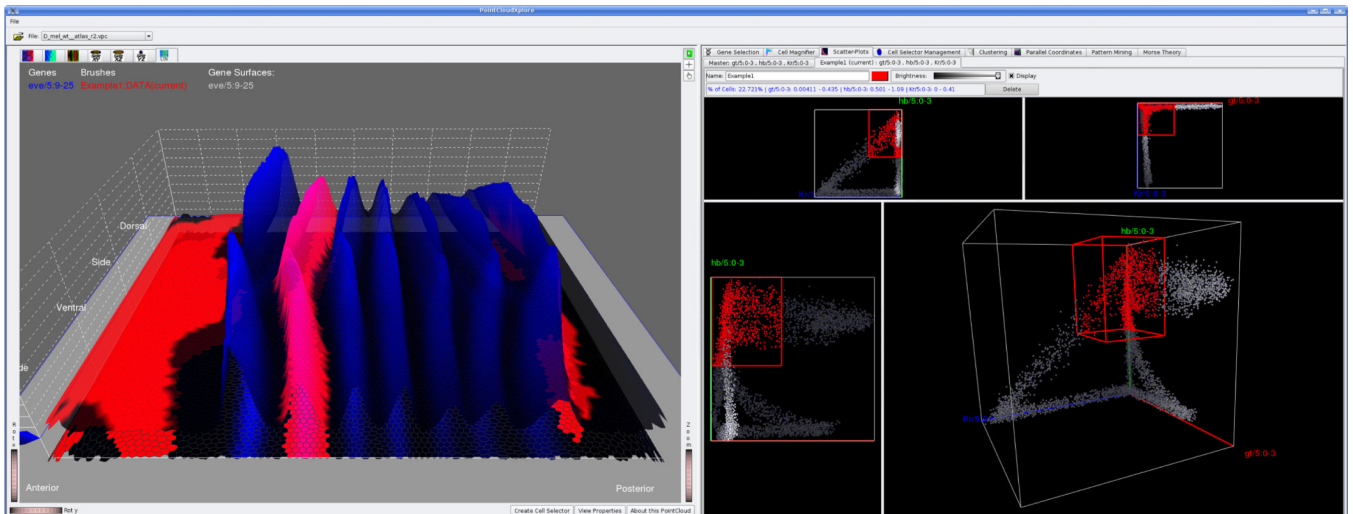 PointCloudXplore
File
File: D_mel_wt__atlas_r2.vpc
Genes Brushes Gene Surfaces:
eve/5:9-25 Example1:DATA(current) eve/5:9-25
Dorsal
Side
Ventral
de
Anterior Posterior
Rot x
Zoom
Rot y
Create Cell Selector View Properties About this PointCloud
Gene Selection Cell Magnifier Scatter-Plots Cell Selector Management Clustering Parallel Coordinates Pattern Mining Morse Theory
Master: gt/5:0-3 , hb/5:0-3 , Kr/5:0-3 Example1 (current) : gt/5:0-3 , hb/5:0-3 , Kr/5:0-3
Name: Example1 Brightness: Display
% of Cells: 22.721% | gt/5:0-3: 0.00411 - 0.435 | hb/5:0-3: 0.501 - 1.09 | Kr/5:0-3: 0 - 0.41 Delete
hb/5:0-3
gt/5:0-3
hb/5:0-3
hb/5:0-3
gt/5:0-3